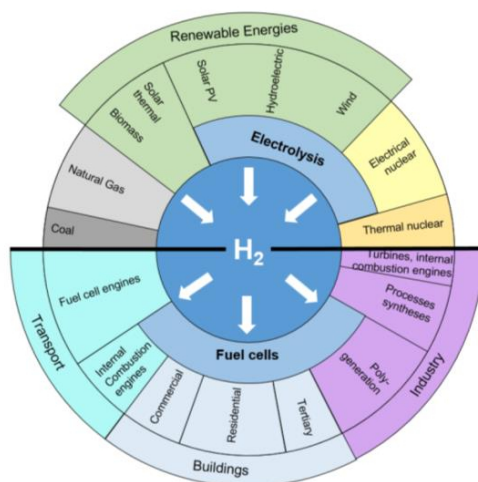 Renewable Energies
Solar
thermal
Biomass
Solar PV
Hydroelectric
Wind
Electrolysis
Electrical
nuclear
Natural Gas
Coal
Thermal nuclear
H2
Turbines, internal
combustion engines
Fuel cell engines
Processes
syntheses
Transport
Internal
Combustion
engines
Fuel cells
Poly-
generation
Industry
Commercial
Residential
Tertiary
Buildings